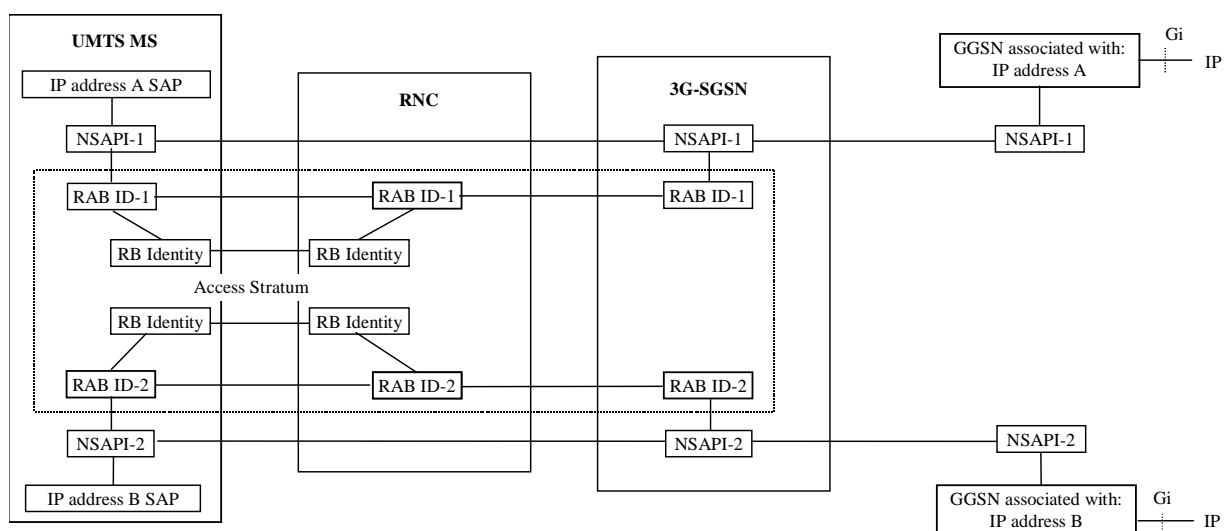 UMTS MS
GGSN associated with:
IP address A
Gi
IP
IP address A SAP
RNC
3G-SGSN
NSAPI-1
NSAPI-1
NSAPI-1
RAB ID-1
RAB ID-1
RAB ID-1
RB Identity
RB Identity
Access Stratum
RB Identity
RB Identity
RAB ID-2
RAB ID-2
RAB ID-2
NSAPI-2
NSAPI-2
NSAPI-2
IP address B SAP
GGSN associated with:
IP address B
Gi
IP